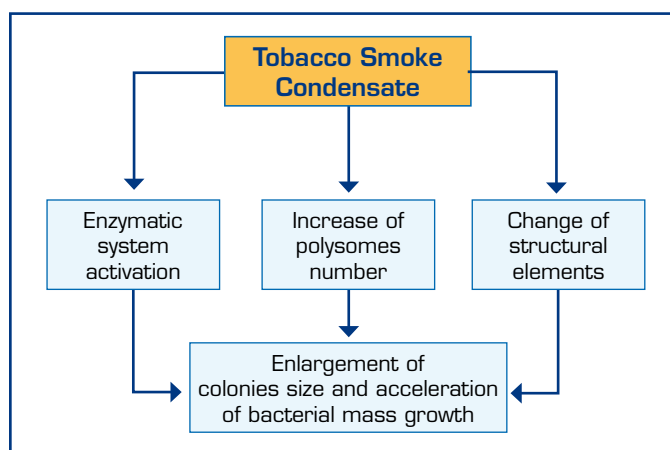 Tobacco Smoke
Condensate
Enzymatic
system
activation
Increase of
polysomes
number
Change of
structural
elements
Enlargement of
colonies size and acceleration
of bacterial mass growth